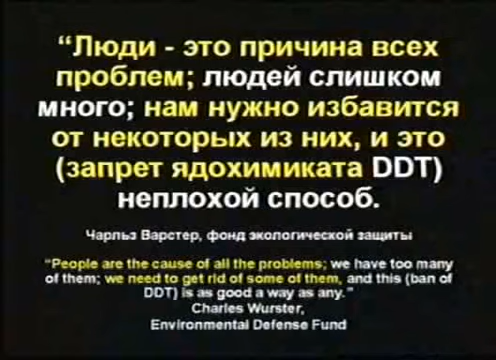 “Люди - это причина всех
проблем; людей слишком
много; нам нужно избавится
от некоторых из них, и это
(запрет ядохимиката DDT)
неплохой способ.
Чарльз Варстер, фонд экологической защиты
“People are the cause of all the problems; we have too many
of them; we need to get rid of some of them, and this (ban of
DDT) is as good a way as any.”
Charles Wurster,
Environmental Defense Fund